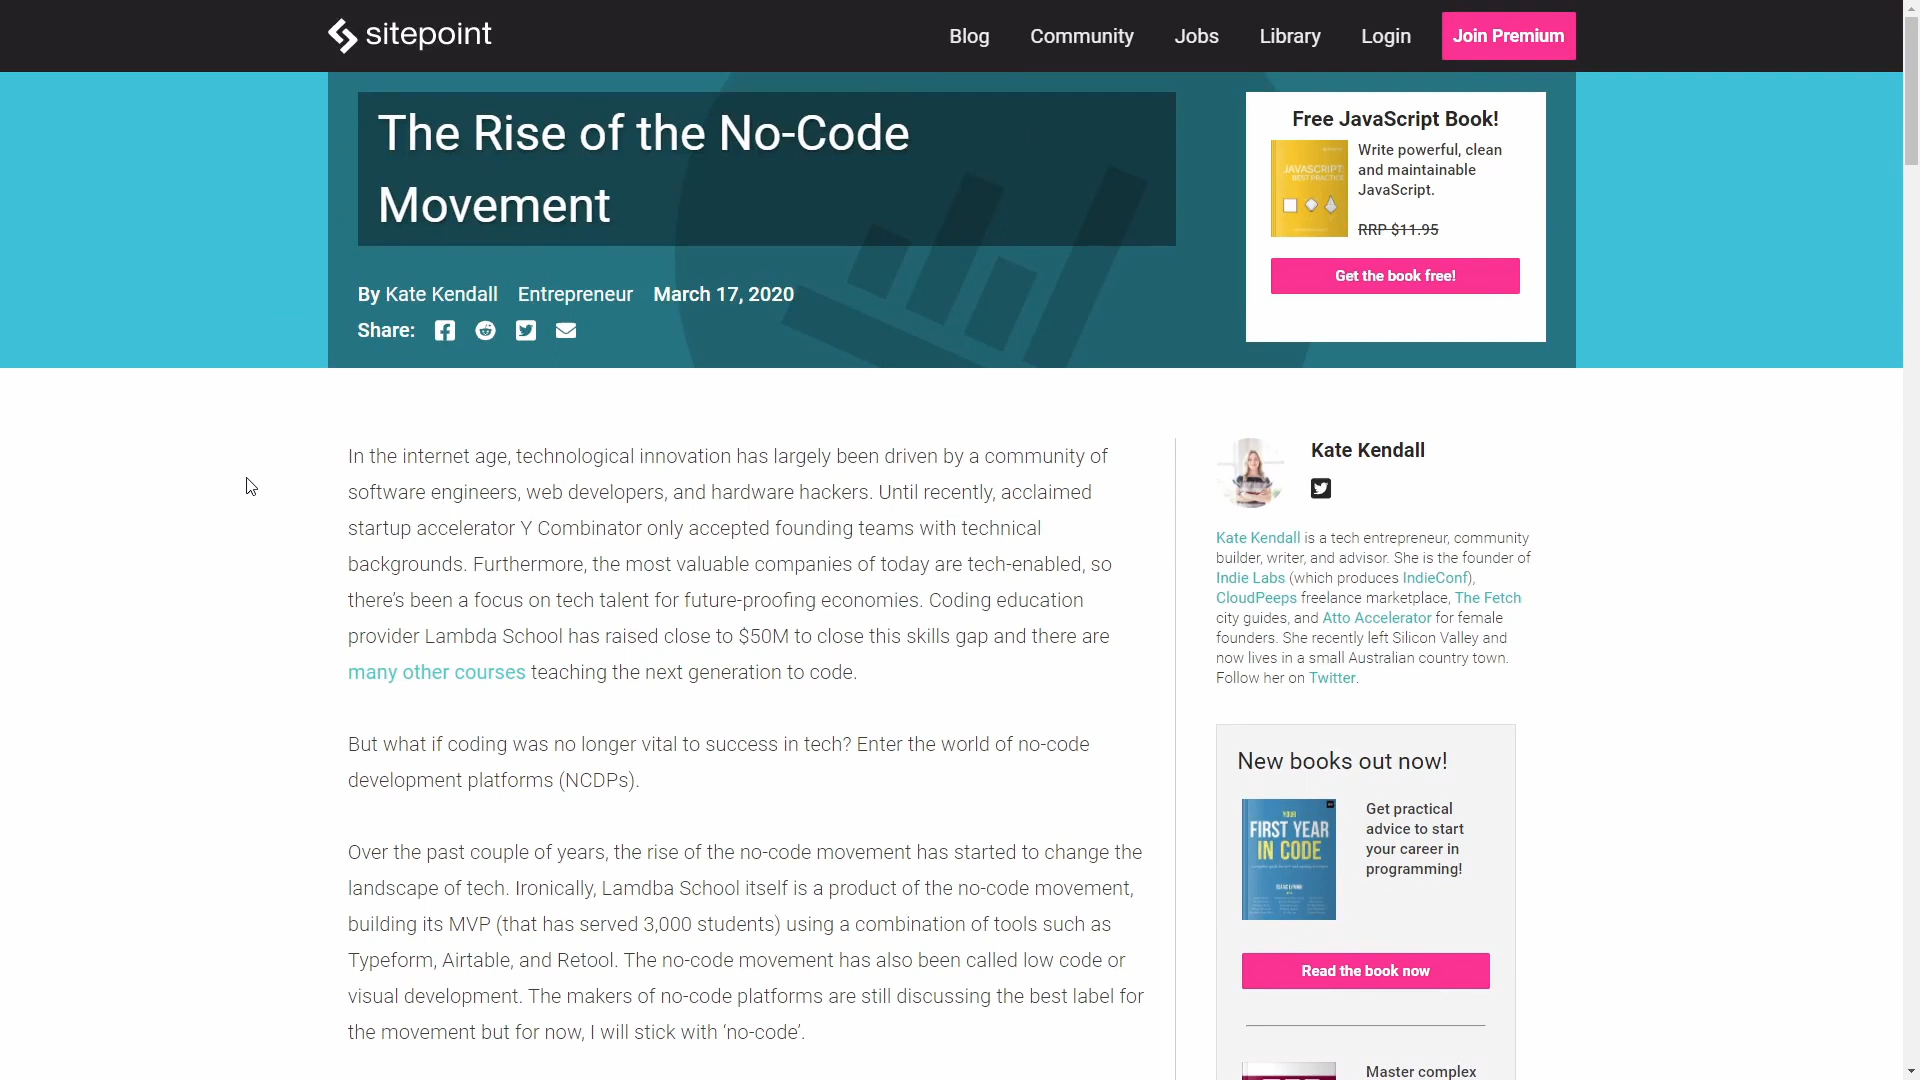 sitepoint
Blog
Community
Jobs
Library
Login
Join Premium
The Rise of the No-Code
Movement
By Kate Kendall Entrepreneur March 17, 2020
Share:
Free JavaScript Book!
JAVASCRIPT:
BEST PRACTICE
Write powerful, clean
and maintainable
JavaScript.
RRP $11.95
Get the book free!
In the internet age, technological innovation has largely been driven by a community of
software engineers, web developers, and hardware hackers. Until recently, acclaimed
startup accelerator Y Combinator only accepted founding teams with technical
backgrounds. Furthermore, the most valuable companies of today are tech-enabled, so
there’s been a focus on tech talent for future-proofing economies. Coding education
provider Lambda School has raised close to $50M to close this skills gap and there are
many other courses teaching the next generation to code.
But what if coding was no longer vital to success in tech? Enter the world of no-code
development platforms (NCDPs).
Over the past couple of years, the rise of the no-code movement has started to change the
landscape of tech. Ironically, Lamdba School itself is a product of the no-code movement,
building its MVP (that has served 3,000 students) using a combination of tools such as
Typeform, Airtable, and Retool. The no-code movement has also been called low code or
visual development. The makers of no-code platforms are still discussing the best label for
the movement but for now, I will stick with ‘no-code’.
Kate Kendall
Kate Kendall is a tech entrepreneur, community
builder, writer, and advisor. She is the founder of
Indie Labs (which produces IndieConf),
CloudPeeps freelance marketplace, The Fetch
city guides, and Atto Accelerator for female
founders. She recently left Silicon Valley and
now lives in a small Australian country town.
Follow her on Twitter.
New books out now!
YOUR
FIRST YEAR
IN CODE
Get practical
advice to start
your career in
programming!
Read the book now
Master complex